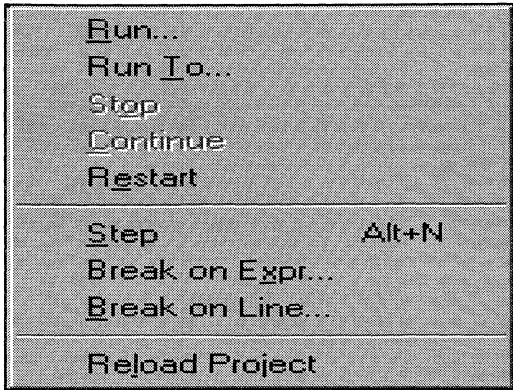 Run...
Run To...
Stop
Continue
Restart
Step Alt+N
Break on Expr...
Break on Line...
Reload Project